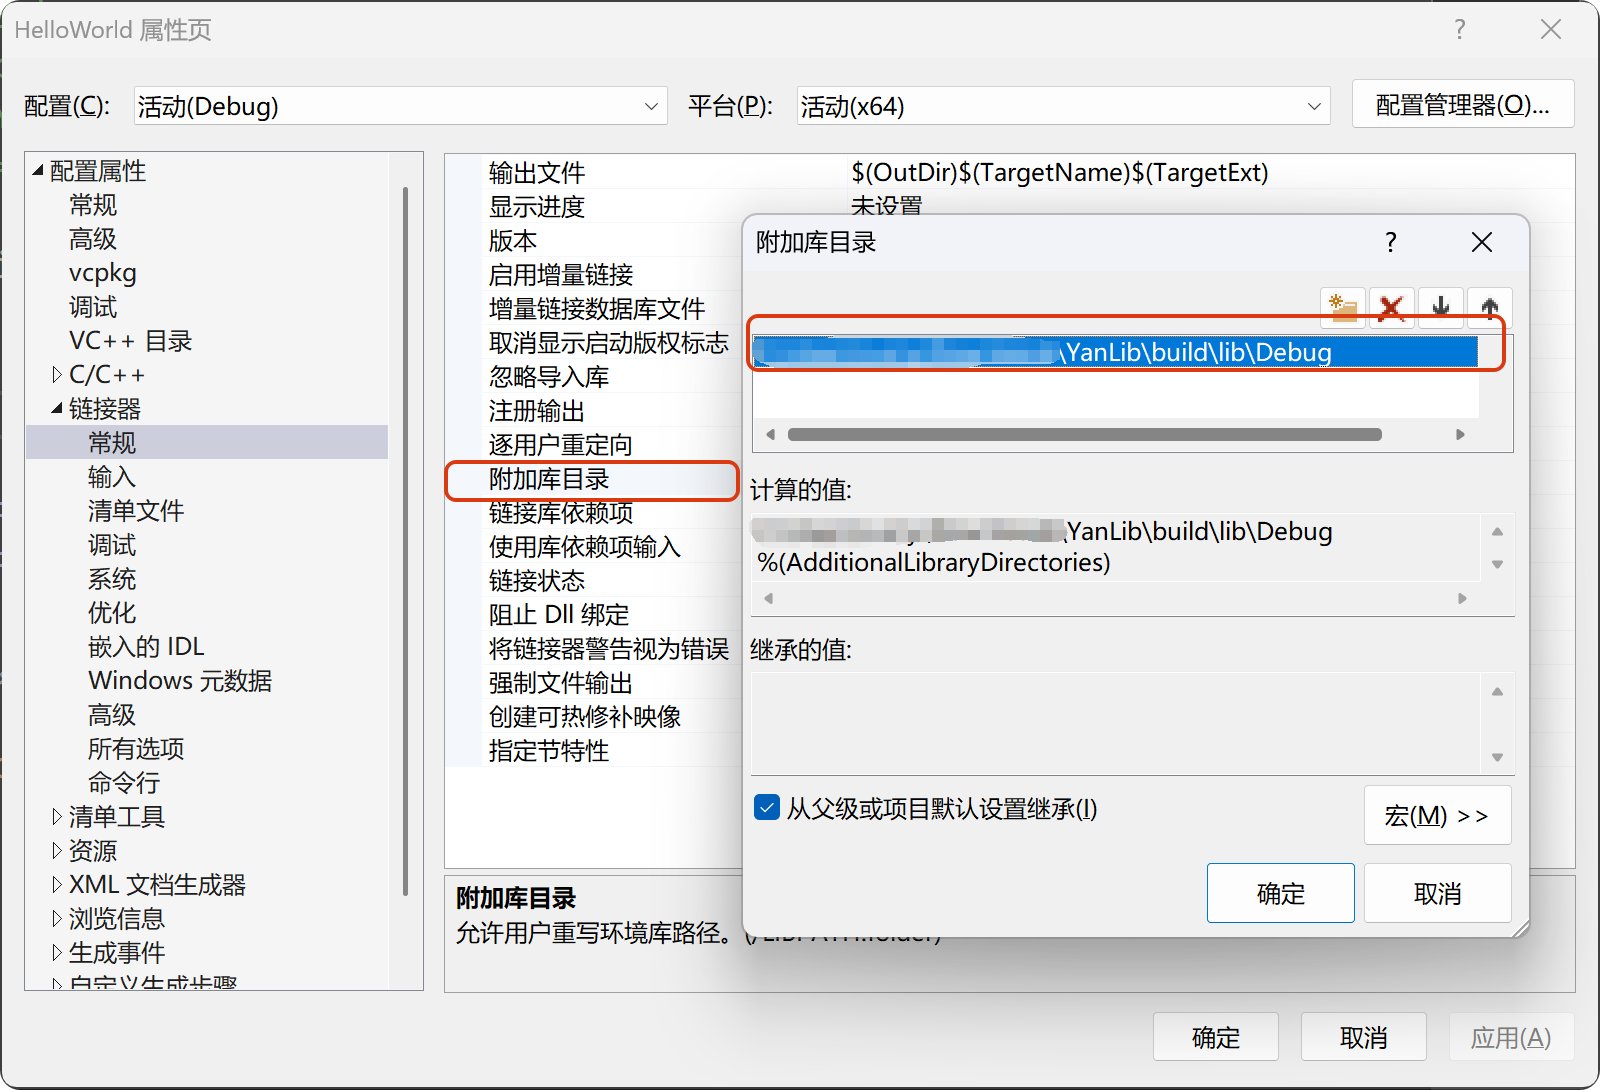 HelloWorld 属性页
配置(C):
活动(Debug)
平台(P):
活动(x64)
配置管理器(O)...
配置属性
常规
高级
vcpkg
调试
VC++ 目录
C/C++
链接器
常规
输入
清单文件
调试
系统
优化
嵌入的 IDL
Windows 元数据
高级
所有选项
命令行
清单工具
资源
XML 文档生成器
浏览信息
生成事件
自定义生成步骤
输出文件
$(OutDir)$(TargetName)$(TargetExt)
显示进度
未设置
版本
启用增量链接
增量链接数据库文件
取消显示启动版权标志
忽略导入库
注册输出
逐用户重定向
附加库目录
链接库依赖项
使用库依赖项输入
链接状态
阻止 Dll 绑定
将链接器警告视为错误
强制文件输出
创建可热修补映像
指定节特性
附加库目录
允许用户重写环境库路径。(/LIBPATH:folder)
附加库目录
\YanLib\build\lib\Debug
计算的值:
\YanLib\build\lib\Debug
%(AdditionalLibraryDirectories)
继承的值:
从父级或项目默认设置继承(I)
宏(M) >>
确定
取消
确定
取消
应用(A)